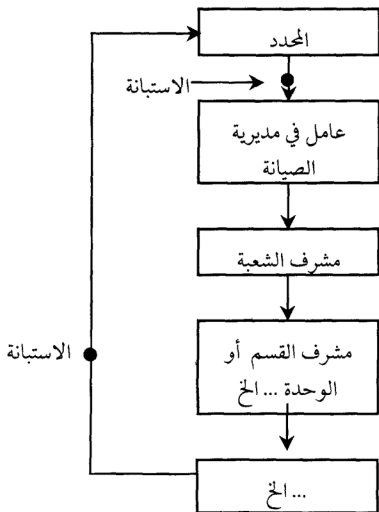 المحدد
الاستبانة
عامل في مديرية
الصيانة
مشرف الشعبة
مشرف القسم أو
الوحدة ... الخ
الاستبانة
... الخ